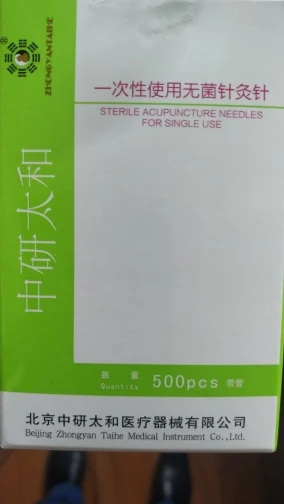 ®
ZHONGYANTAIHE
一次性使用无菌针灸针
STERILE ACUPUNCTURE NEEDLES
FOR SINGLE USE
中研太和
数 量
Quantity
500pcs 带管
北京中研太和医疗器械有限公司
Beijing Zhongyan Taihe Medical Instrument Co.,Ltd.